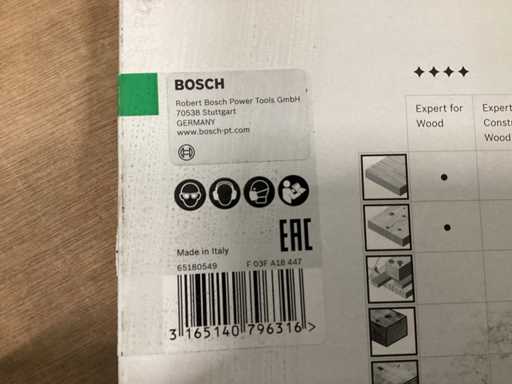 BOSCH
Robert Bosch Power Tools GmbH
70538 Stuttgart
GERMANY
www.bosch-pt.com
EAC
Made in Italy
65180549 F 03F A18 447
3 165140 796316 >
Expert for
Wood
Expert
Constr
Wood